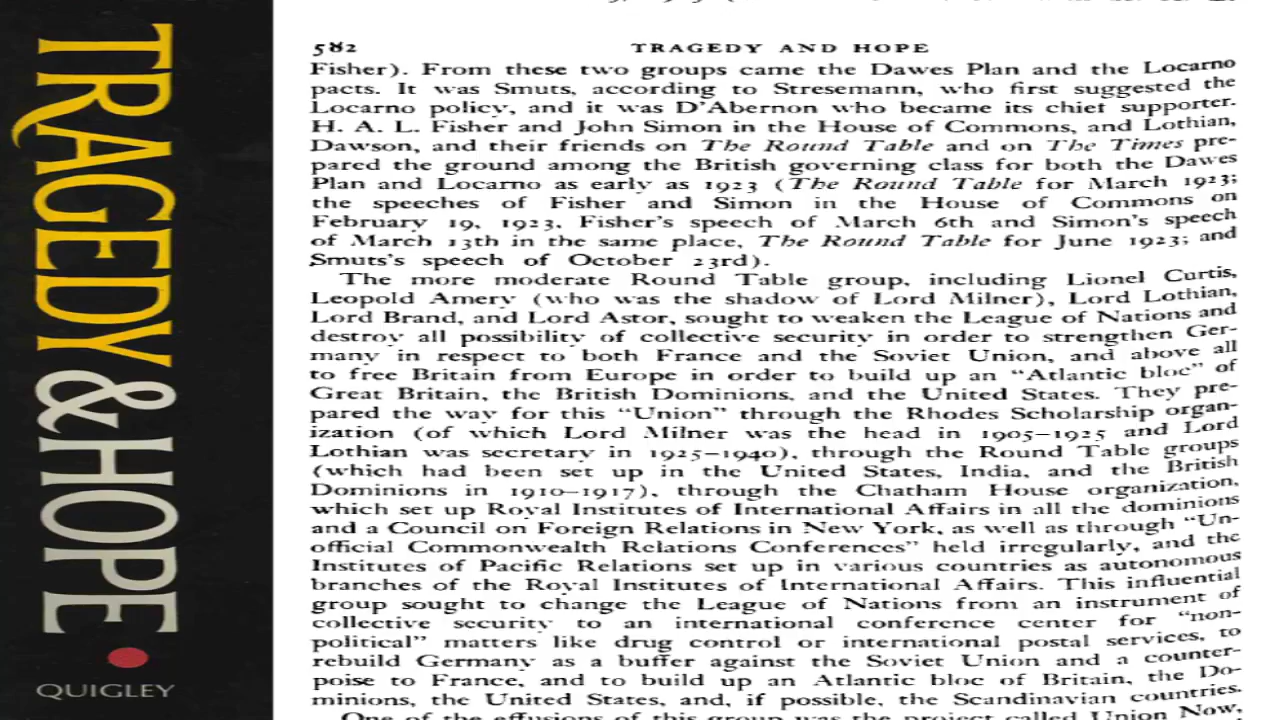 TRAGEDY & HOPE
QUIGLEY
582 TRAGEDY AND HOPE
Fisher). From these two groups came the Dawes Plan and the Locarno
pacts. It was Smuts, according to Stresemann, who first suggested the
Locarno policy, and it was D'Abernon who became its chief supporter.
H. A. L. Fisher and John Simon in the House of Commons, and Lothian,
Dawson, and their friends on The Round Table and on The Times pre-
pared the ground among the British governing class for both the Dawes
Plan and Locarno as early as 1923 (The Round Table for March 1923;
the speeches of Fisher and Simon in the House of Commons on
February 19, 1923, Fisher's speech of March 6th and Simon's speech
of March 13th in the same place, The Round Table for June 1923; and
Smuts's speech of October 23rd).
The more moderate Round Table group, including Lionel Curtis,
Leopold Amery (who was the shadow of Lord Milner), Lord Lothian,
Lord Brand, and Lord Astor, sought to weaken the League of Nations and
destroy all possibility of collective security in order to strengthen Ger-
many in respect to both France and the Soviet Union, and above all
to free Britain from Europe in order to build up an "Atlantic bloc" of
Great Britain, the British Dominions, and the United States. They pre-
pared the way for this "Union" through the Rhodes Scholarship organ-
ization (of which Lord Milner was the head in 1905-1925 and Lord
Lothian was secretary in 1925-1940), through the Round Table groups
(which had been set up in the United States, India, and the British
Dominions in 1910-1917), through the Chatham House organization,
which set up Royal Institutes of International Affairs in all the dominions
and a Council on Foreign Relations in New York, as well as through "Un-
official Commonwealth Relations Conferences" held irregularly, and the
Institutes of Pacific Relations set up in various countries as autonomous
branches of the Royal Institutes of International Affairs. This influential
group sought to change the League of Nations from an instrument of
collective security to an international conference center for "non-
political" matters like drug control or international postal services, to
rebuild Germany as a buffer against the Soviet Union and a counter-
poise to France, and to build up an Atlantic bloc of Britain, the Do-
minions, the United States, and, if possible, the Scandinavian countries.
One of the effusions of this group was the project called Union Now,